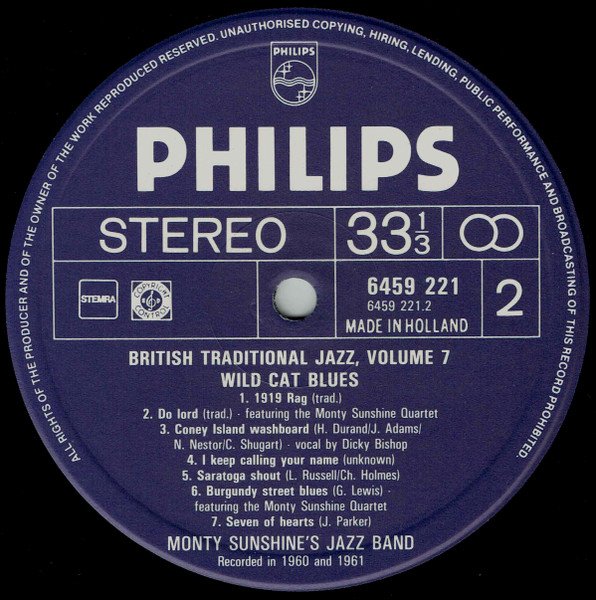 ALL RIGHTS OF THE PRODUCER AND OF THE OWNER OF THE WORK REPRODUCED RESERVED. UNAUTHORISED COPYING, HIRING, LENDING, PUBLIC PERFORMANCE AND BROADCASTING OF THIS RECORD PROHIBITED.
PHILIPS
PHILIPS
STEREO 33 1/3
STEMRA COPYRIGHT CONTROL 6459 221 2
6459 221.2
MADE IN HOLLAND
BRITISH TRADITIONAL JAZZ, VOLUME 7
WILD CAT BLUES
1. 1919 Rag (trad.)
2. Do lord (trad.) · featuring the Monty Sunshine Quartet
3. Coney Island washboard (H. Durand/J. Adams/
N. Nestor/C. Shugart) · vocal by Dicky Bishop
4. I keep calling your name (unknown)
5. Saratoga shout (L. Russell/Ch. Holmes)
6. Burgundy street blues (G. Lewis) ·
featuring the Monty Sunshine Quartet
7. Seven of hearts (J. Parker)
MONTY SUNSHINE'S JAZZ BAND
Recorded in 1960 and 1961